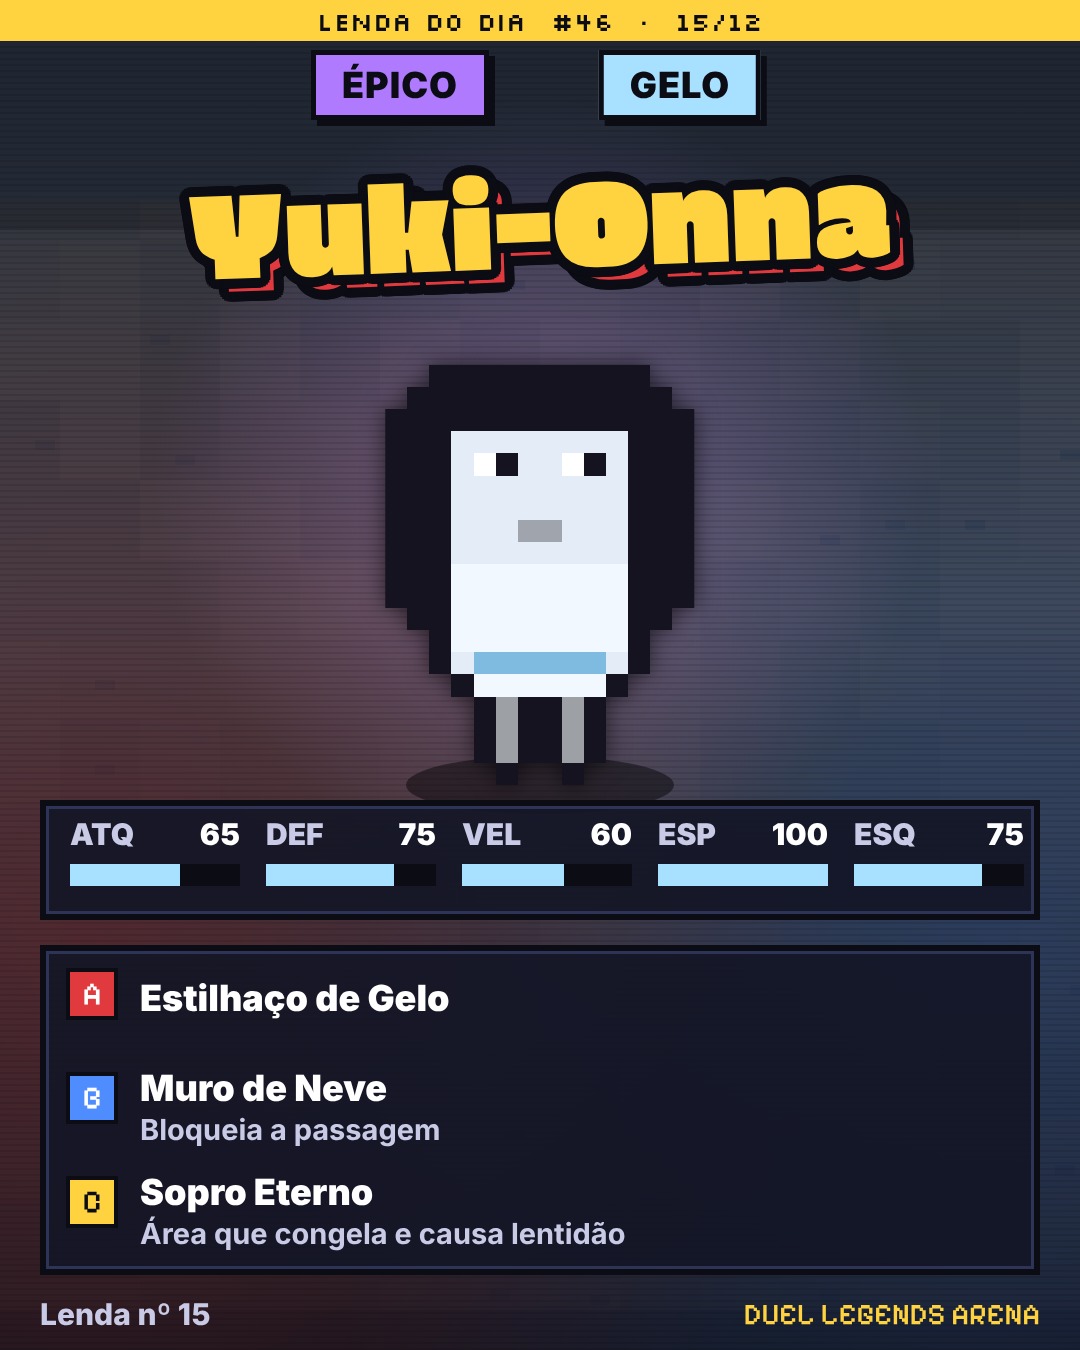 LENDA DO DIA #46 · 15/12
ÉPICO GELO
Yuki-Onna
ATQ 65 DEF 75 VEL 60 ESP 100 ESQ 75
A Estilhaço de Gelo
B Muro de Neve
Bloqueia a passagem
C Sopro Eterno
Área que congela e causa lentidão
Lenda nº 15 DUEL LEGENDS ARENA